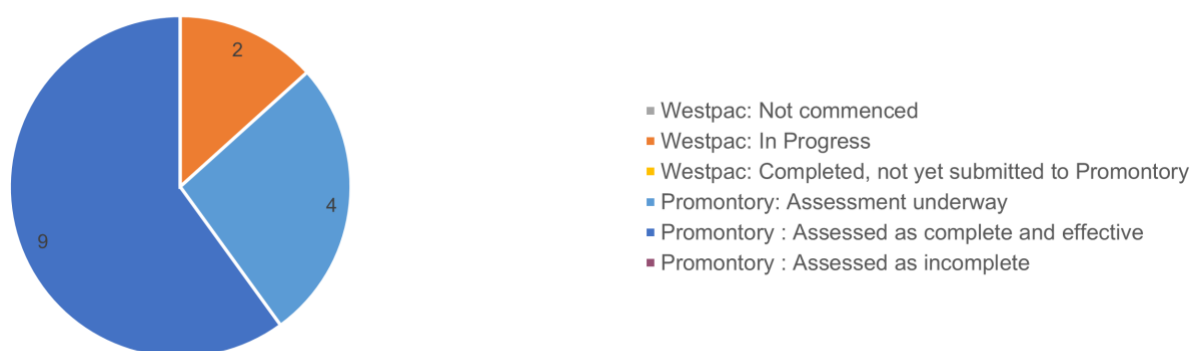 2
4
9
Westpac: Not commenced
Westpac: In Progress
Westpac: Completed, not yet submitted to Promontory
Promontory: Assessment underway
Promontory : Assessed as complete and effective
Promontory : Assessed as incomplete